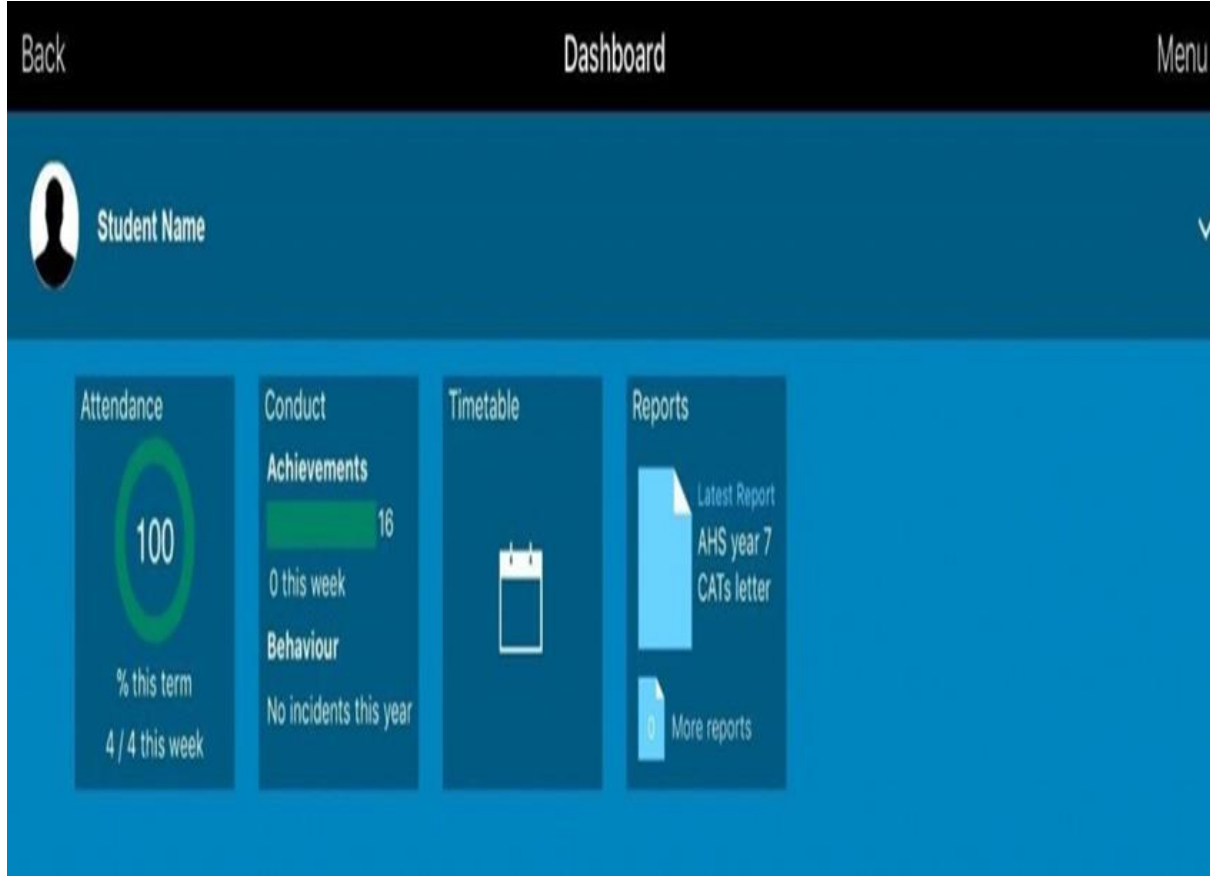 Back
Dashboard
Menu
Student Name
Attendance
100
% this term
4 / 4 this week
Conduct
Achievements
16
0 this week
Behaviour
No incidents this year
Timetable
Reports
Latest Report
AHS year 7
CATs letter
0
More reports